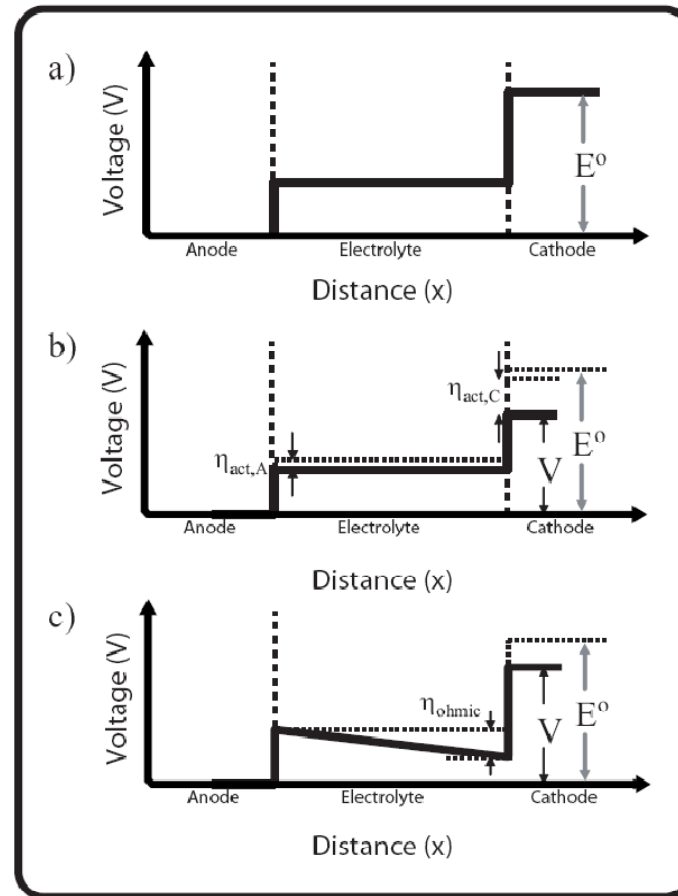 a)
Voltage (V)
E°
Anode Electrolyte Cathode
Distance (x)
b)
Voltage (V)
ηact,C
ηact,A
V
E°
Anode Electrolyte Cathode
Distance (x)
c)
Voltage (V)
ηohmic
V
E°
Anode Electrolyte Cathode
Distance (x)